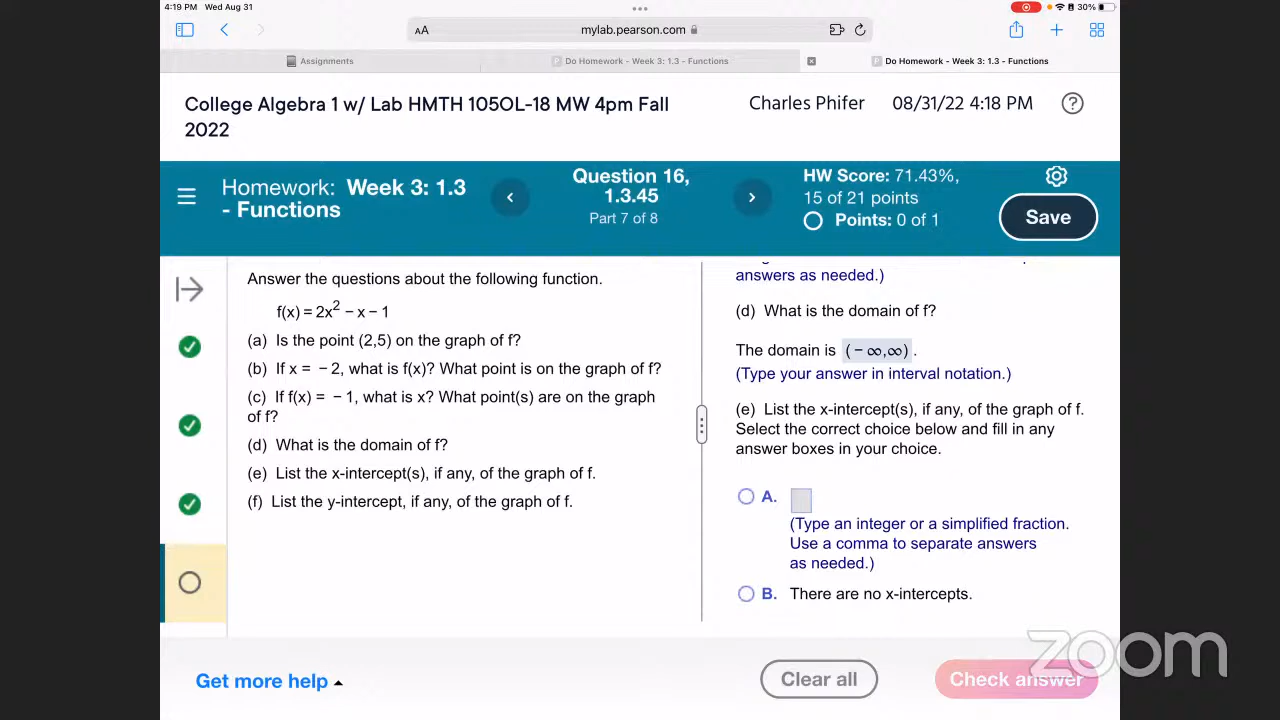 4:19 PM Wed Aug 31
30%
AA
mylab.pearson.com
Assignments
Do Homework - Week 3: 1.3 - Functions
Do Homework - Week 3: 1.3 - Functions
College Algebra 1 w/ Lab HMTH 105OL-18 MW 4pm Fall
2022
Charles Phifer
08/31/22 4:18 PM
?
Homework: Week 3: 1.3
- Functions
Question 16,
1.3.45
Part 7 of 8
HW Score: 71.43%,
15 of 21 points
Points: 0 of 1
Save
Answer the questions about the following function.
f(x) = 2x² − x − 1
(a) Is the point (2,5) on the graph of f?
(b) If x = − 2, what is f(x)? What point is on the graph of f?
(c) If f(x) = − 1, what is x? What point(s) are on the graph
of f?
(d) What is the domain of f?
(e) List the x-intercept(s), if any, of the graph of f.
(f) List the y-intercept, if any, of the graph of f.
answers as needed.)
(d) What is the domain of f?
The domain is (− ∞,∞).
(Type your answer in interval notation.)
(e) List the x-intercept(s), if any, of the graph of f.
Select the correct choice below and fill in any
answer boxes in your choice.
A.
(Type an integer or a simplified fraction.
Use a comma to separate answers
as needed.)
B. There are no x-intercepts.
Get more help
Clear all
Check answer
zoom